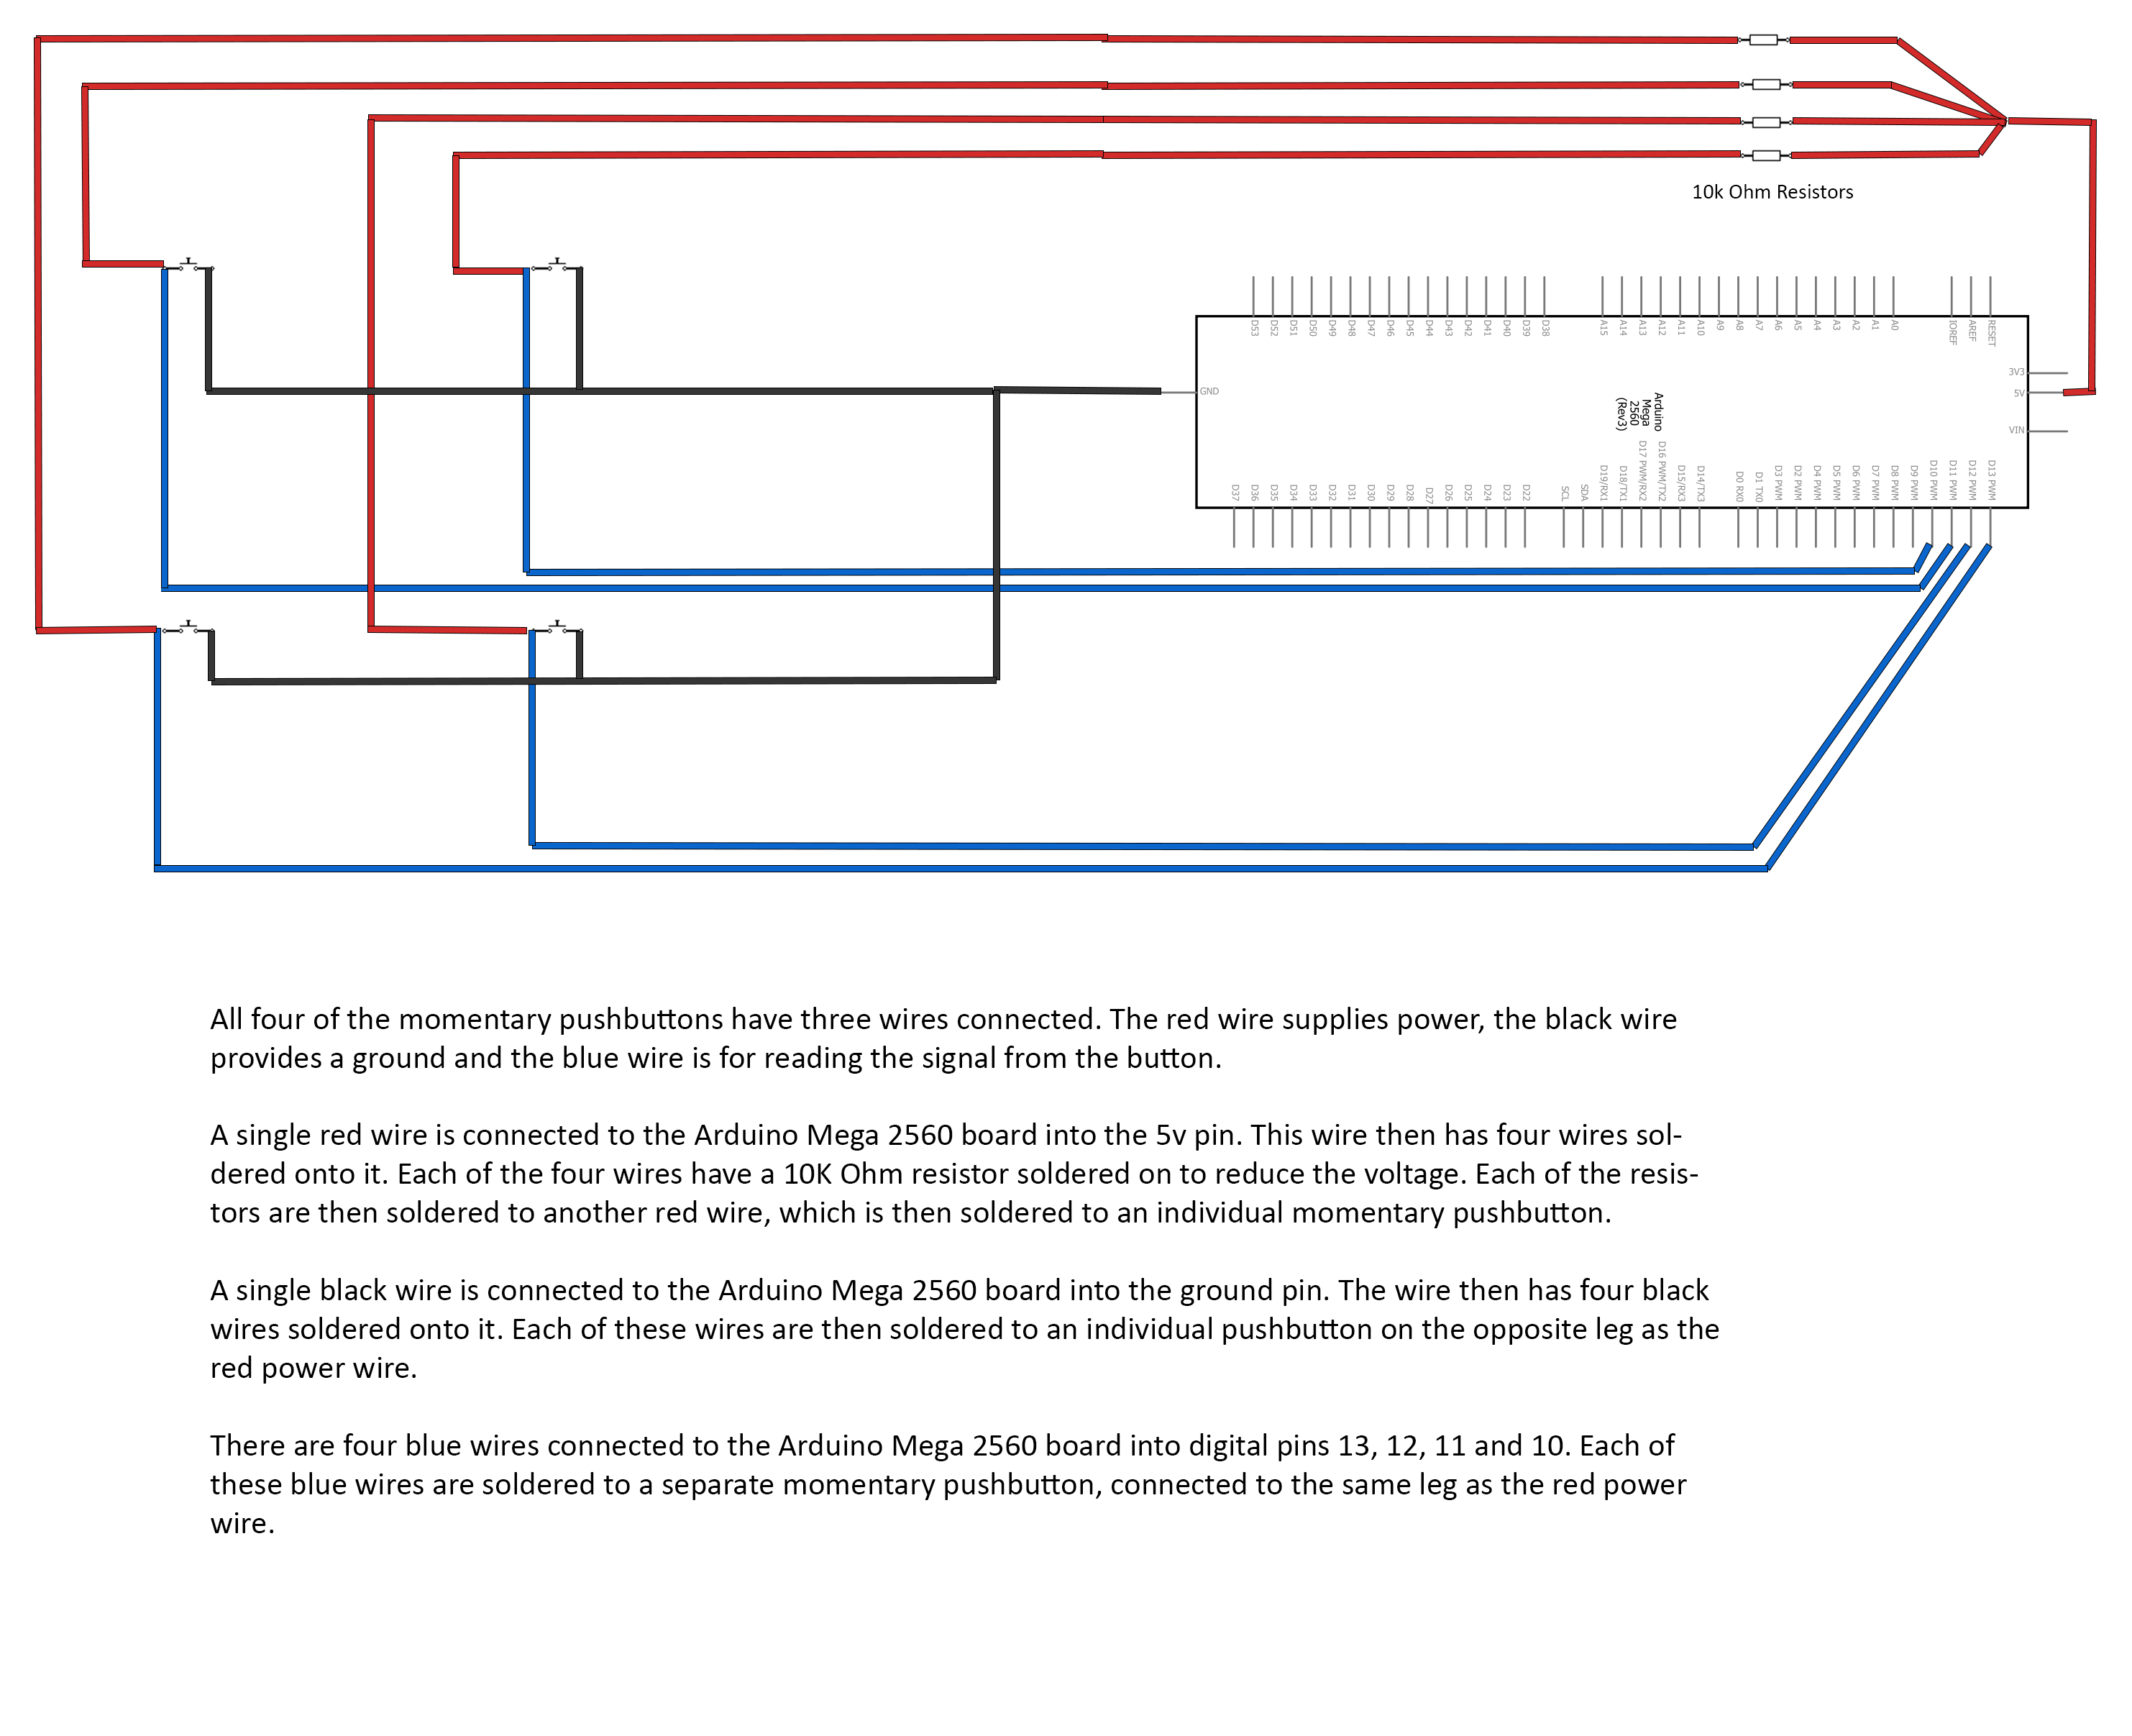 10k Ohm Resistors
D53
D52
D51
D50
D49
D48
D47
D46
D45
D44
D43
D42
D41
D40
D39
D38
A15
A14
A13
A12
A11
A10
A9
A8
A7
A6
A5
A4
A3
A2
A1
A0
IOREF
AREF
RESET
3V3
5V
VIN
GND
Arduino
Mega
2560
(Rev3)
D37
D36
D35
D34
D33
D32
D31
D30
D29
D28
D27
D26
D25
D24
D23
D22
SCL
SDA
D19/RX1
D18/TX1
D17 PWM/RX2
D16 PWM/TX2
D15/RX3
D14/TX3
D0 RX0
D1 TX0
D3 PWM
D2 PWM
D4 PWM
D5 PWM
D6 PWM
D7 PWM
D8 PWM
D9 PWM
D10 PWM
D11 PWM
D12 PWM
D13 PWM
All four of the momentary pushbuttons have three wires connected. The red wire supplies power, the black wire
provides a ground and the blue wire is for reading the signal from the button.
A single red wire is connected to the Arduino Mega 2560 board into the 5v pin. This wire then has four wires sol-
dered onto it. Each of the four wires have a 10K Ohm resistor soldered on to reduce the voltage. Each of the resis-
tors are then soldered to another red wire, which is then soldered to an individual momentary pushbutton.
A single black wire is connected to the Arduino Mega 2560 board into the ground pin. The wire then has four black
wires soldered onto it. Each of these wires are then soldered to an individual pushbutton on the opposite leg as the
red power wire.
There are four blue wires connected to the Arduino Mega 2560 board into digital pins 13, 12, 11 and 10. Each of
these blue wires are soldered to a separate momentary pushbutton, connected to the same leg as the red power
wire.